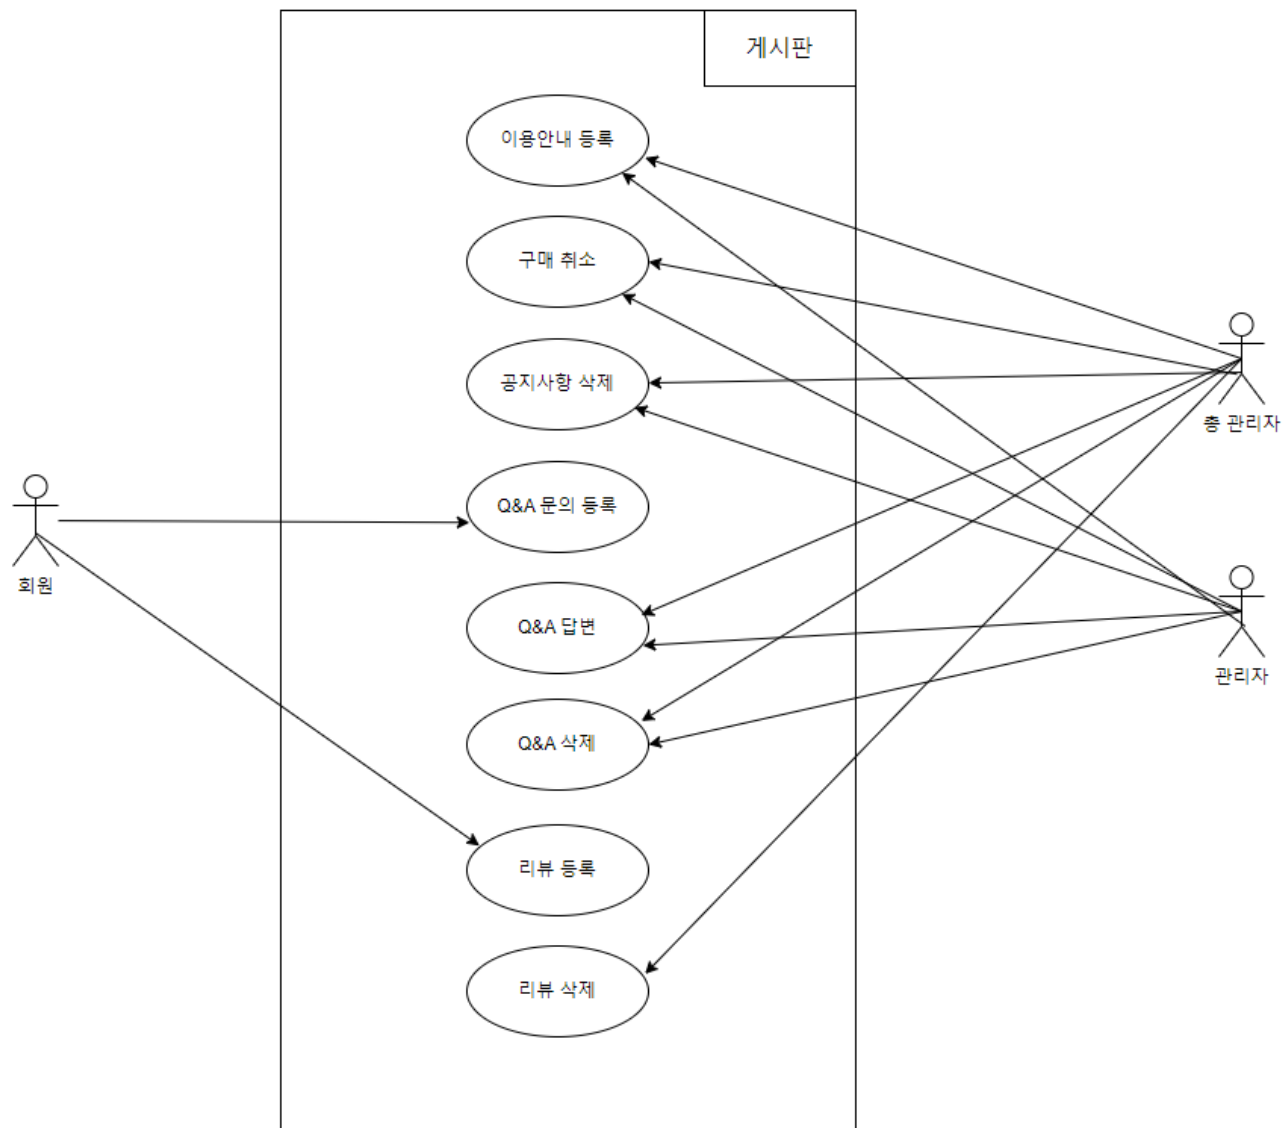 게시판
이용안내 등록
구매 취소
공지사항 삭제
총 관리자
Q&A 문의 등록
회원
Q&A 답변
관리자
Q&A 삭제
리뷰 등록
리뷰 삭제